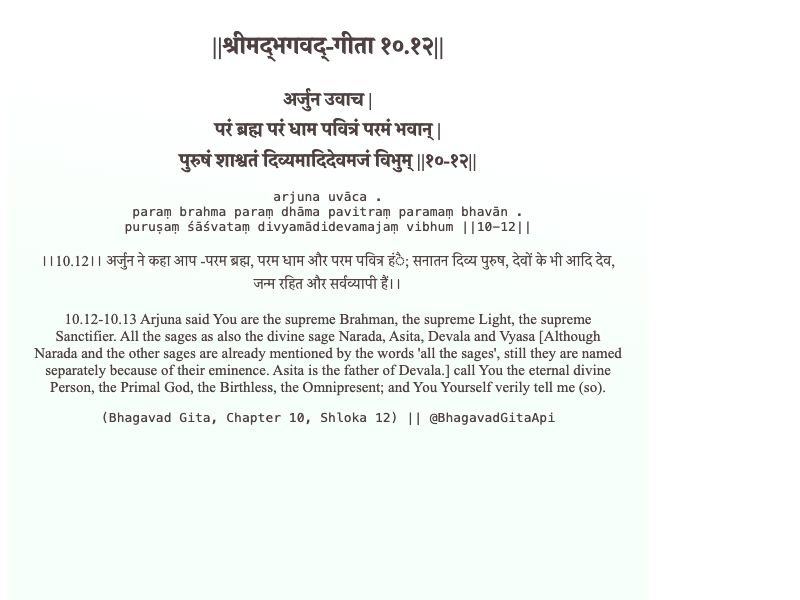 ||श्रीमद्‍भगवद्‍-गीता १०.१२||
अर्जुन उवाच |
परं ब्रह्म परं धाम पवित्रं परमं भवान् |
पुरुषं शाश्वतं दिव्यमादिदेवमजं विभुम् ||१०-१२||
arjuna uvāca .
paraṃ brahma paraṃ dhāma pavitraṃ paramaṃ bhavān .
puruṣaṃ śāśvataṃ divyamādidevamajaṃ vibhum ||10-12||
।।10.12।। अर्जुन ने कहा आप -परम ब्रह्म, परम धाम और परम पवित्र हंै; सनातन दिव्य पुरुष, देवों के भी आदि देव,
जन्म रहित और सर्वव्यापी हैं।।
10.12-10.13 Arjuna said You are the supreme Brahman, the supreme Light, the supreme
Sanctifier. All the sages as also the divine sage Narada, Asita, Devala and Vyasa [Although
Narada and the other sages are already mentioned by the words 'all the sages', still they are named
separately because of their eminence. Asita is the father of Devala.] call You the eternal divine
Person, the Primal God, the Birthless, the Omnipresent; and You Yourself verily tell me (so).
(Bhagavad Gita, Chapter 10, Shloka 12) || @BhagavadGitaApi